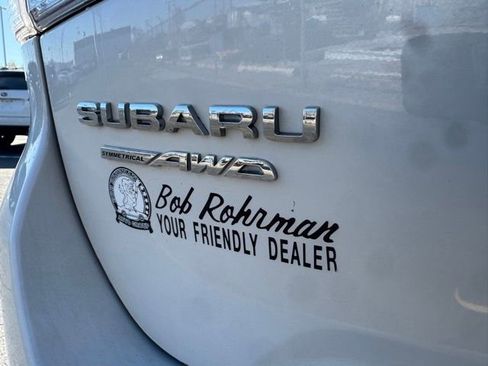 SUBARU
SYMMETRICAL AWD
Bob Rohrman
YOUR FRIENDLY DEALER